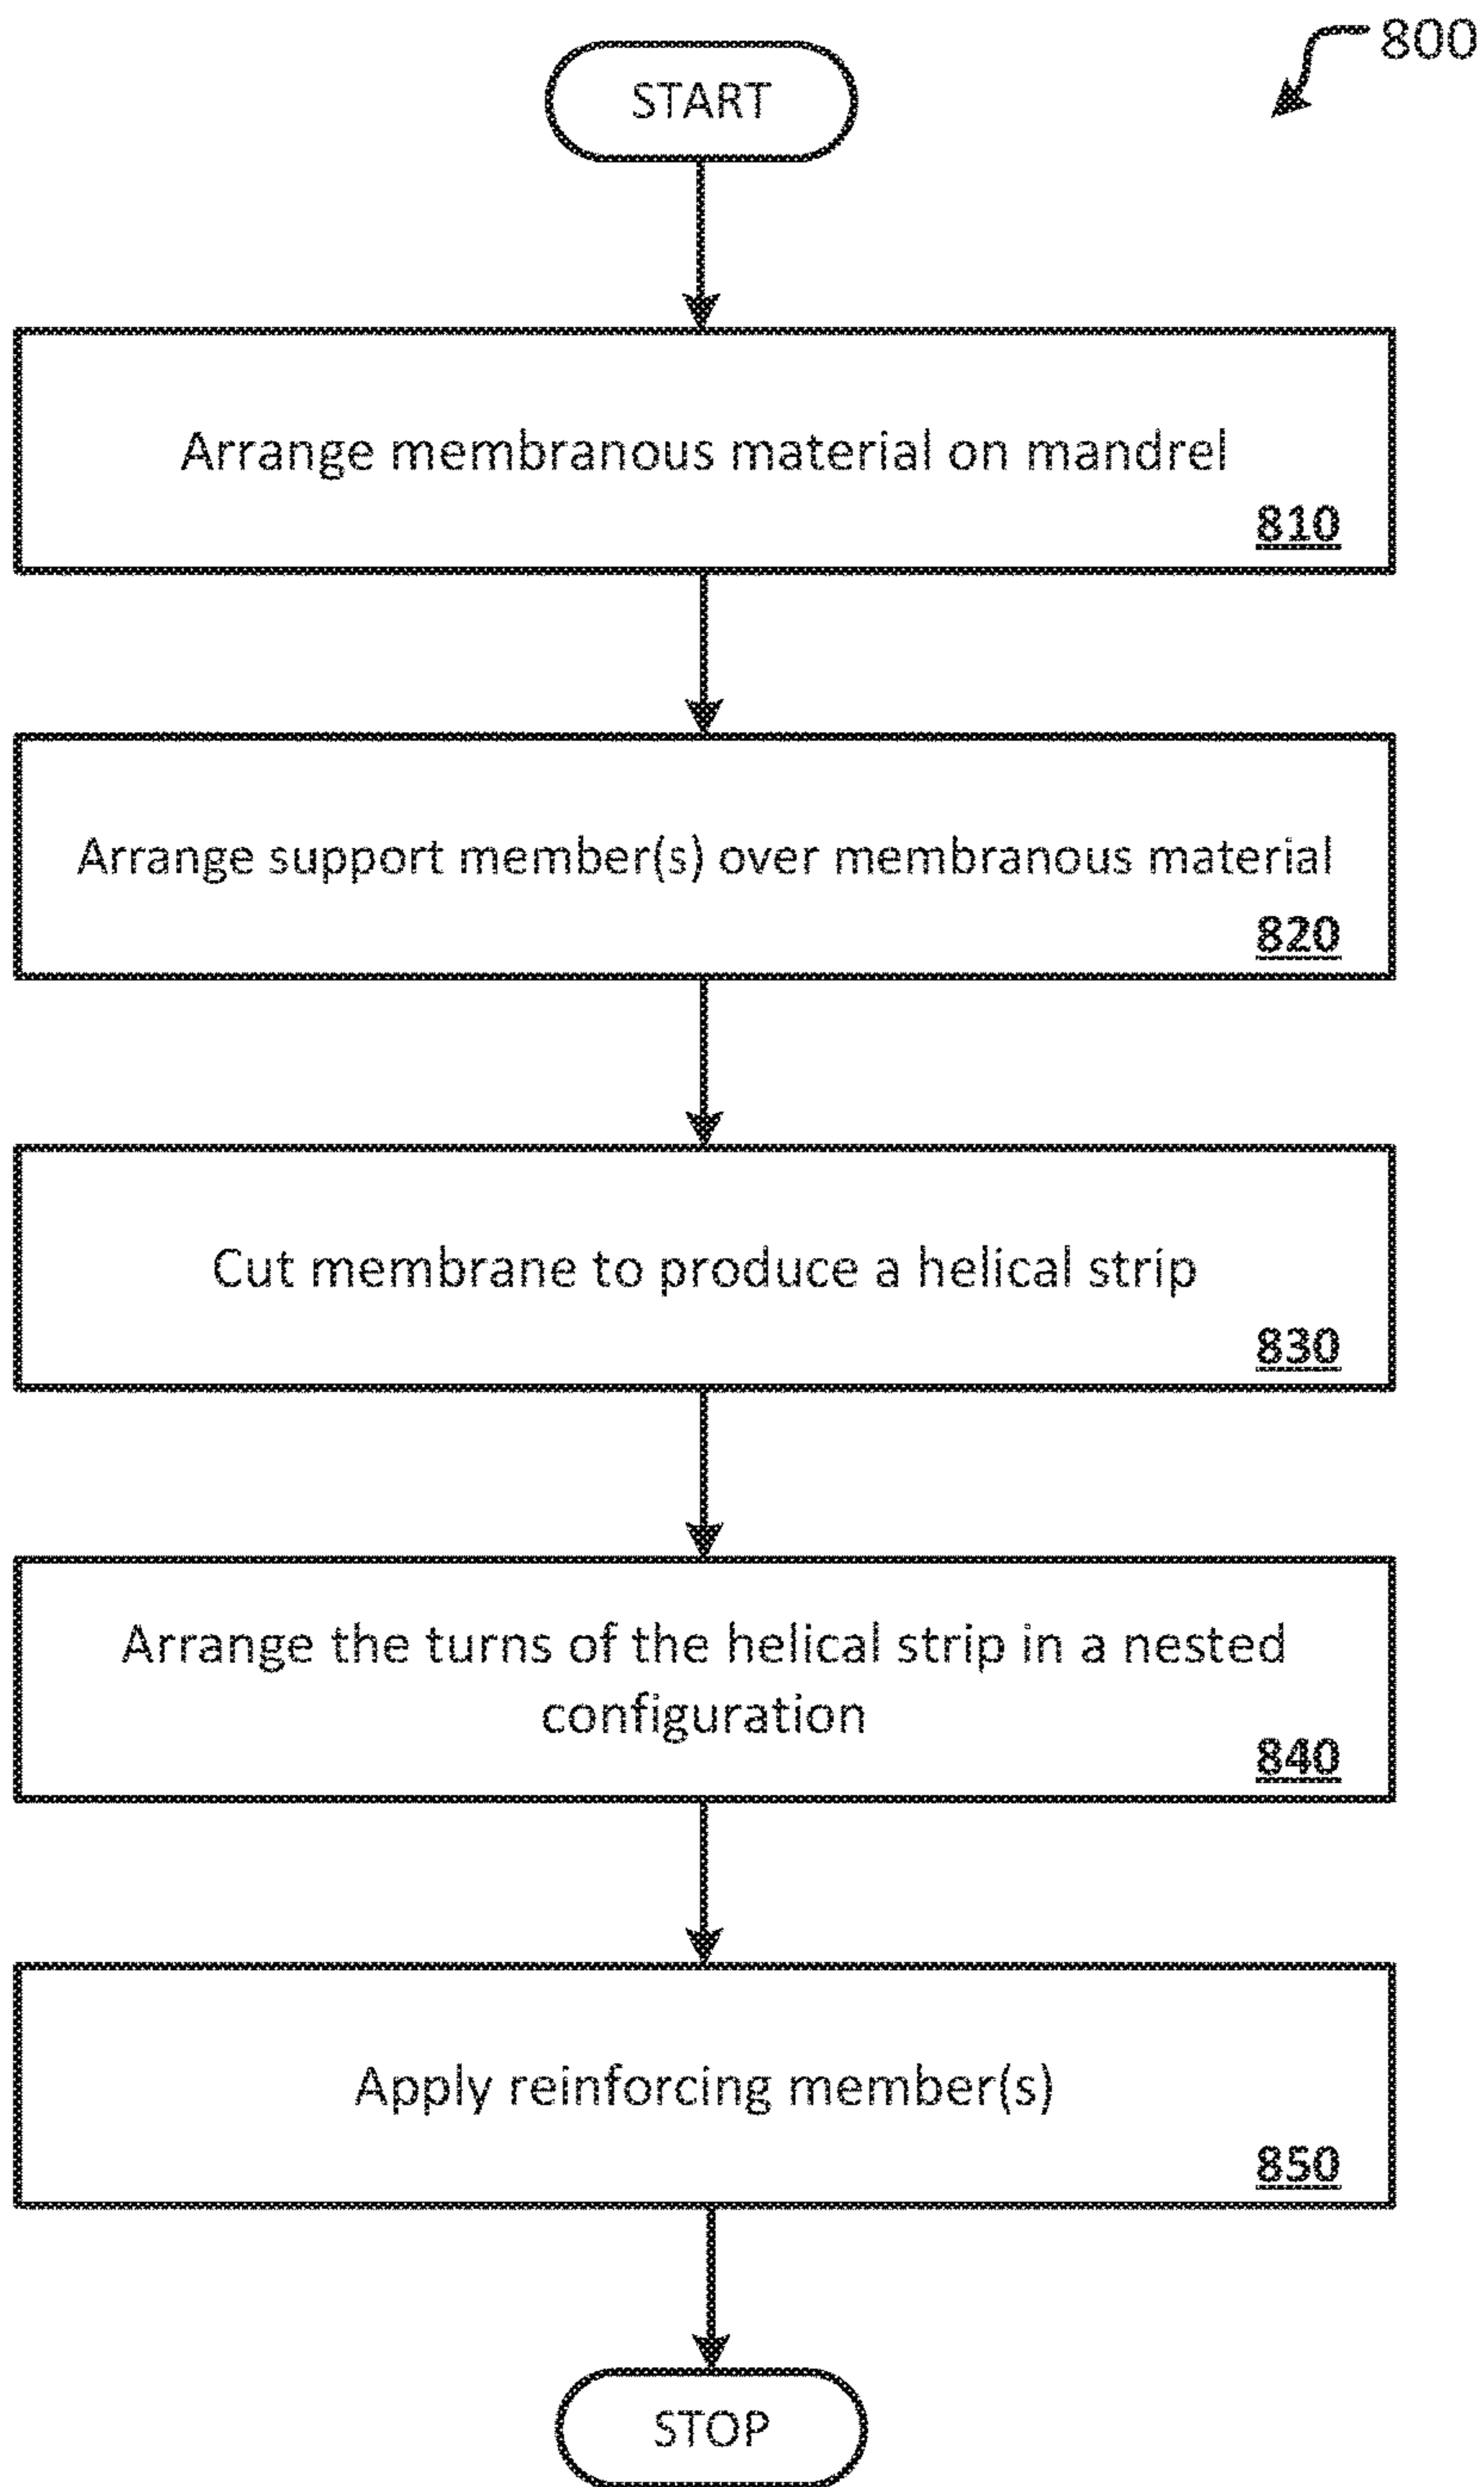 800
START
Arrange membranous material on mandrel
810
Arrange support member(s) over membranous material
820
Cut membrane to produce a helical strip
830
Arrange the turns of the helical strip in a nested
configuration
840
Apply reinforcing member(s)
850
STOP